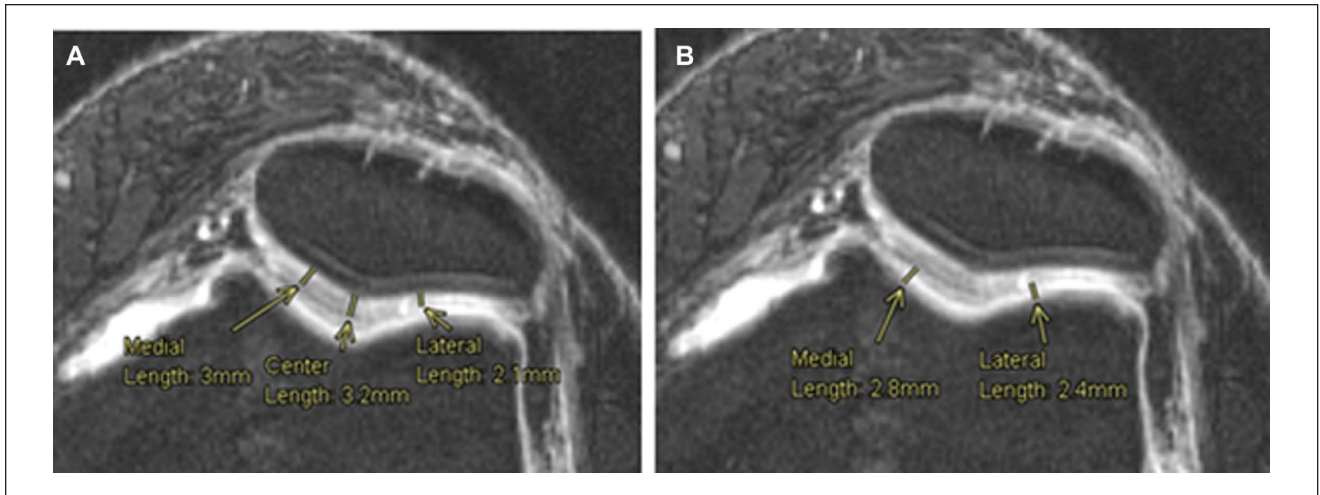 A
Medial
Length: 3mm
Center
Length: 3.2mm
Lateral
Length: 2.1mm
B
Medial
Length: 2.8mm
Lateral
Length: 2.4mm